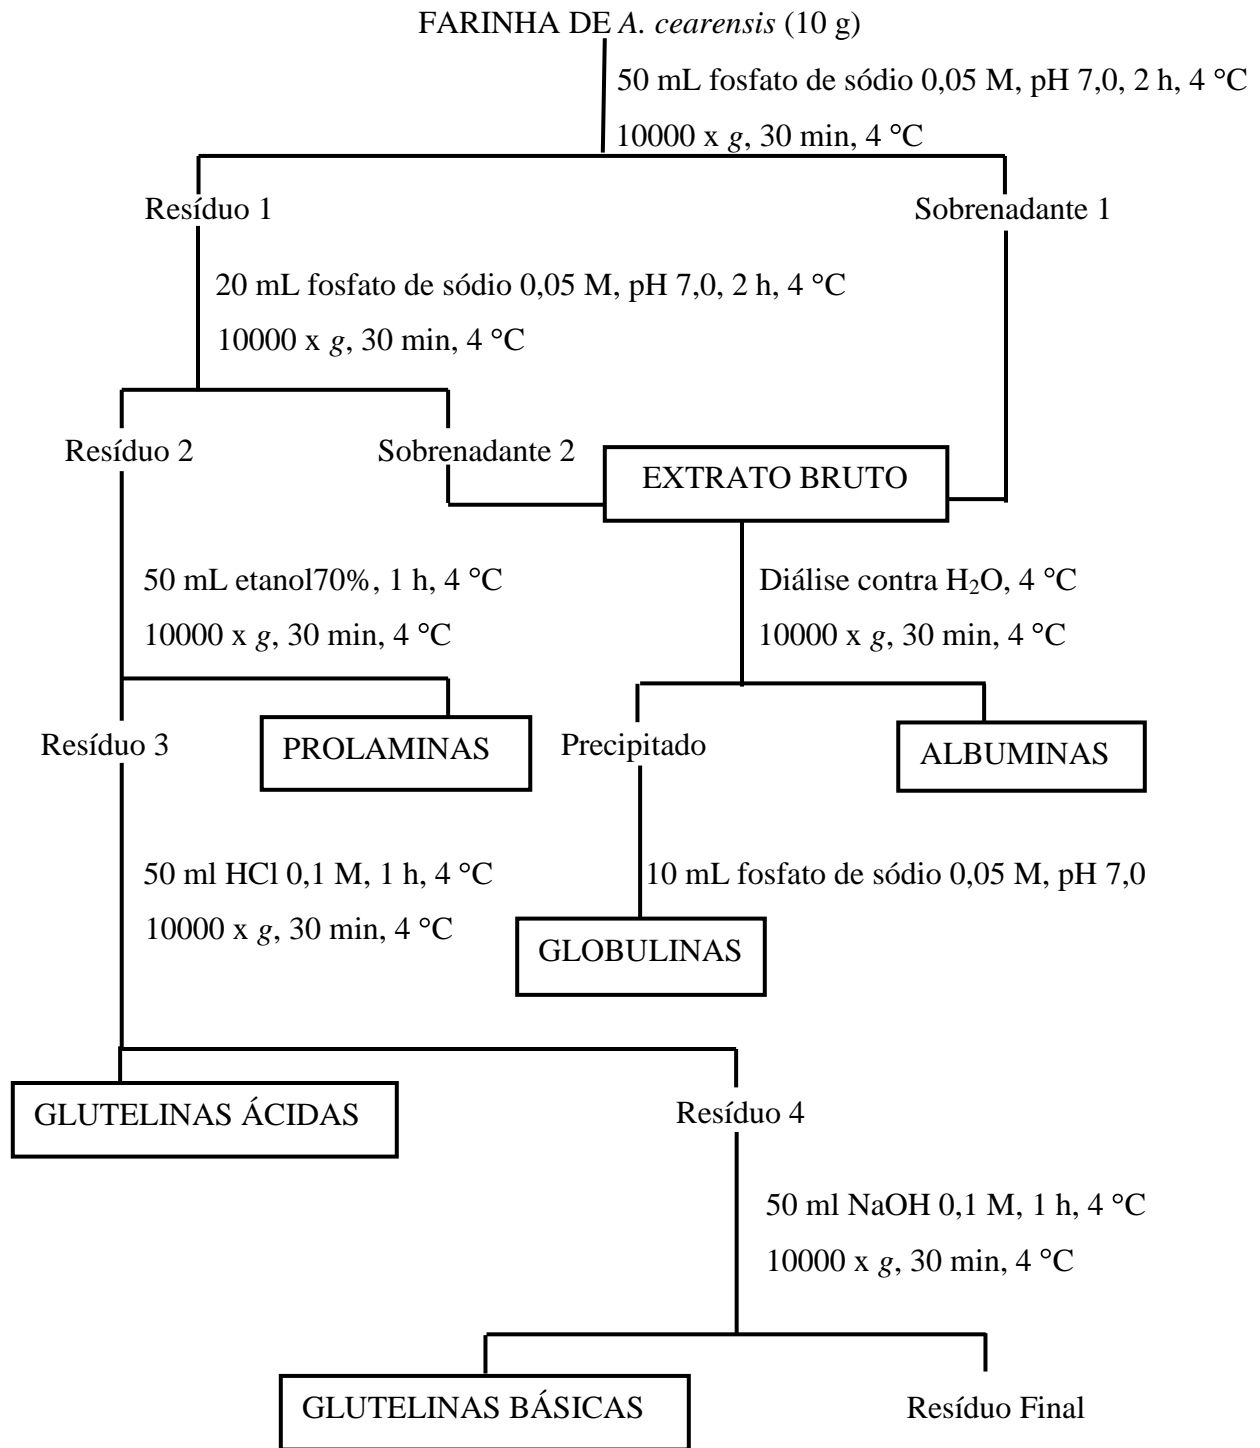 FARINHA DE A. cearensis (10 g)
50 mL fosfato de sódio 0,05 M, pH 7,0, 2 h, 4 °C
10000 x g, 30 min, 4 °C
Resíduo 1
Sobrenadante 1
20 mL fosfato de sódio 0,05 M, pH 7,0, 2 h, 4 °C
10000 x g, 30 min, 4 °C
Resíduo 2
Sobrenadante 2
EXTRATO BRUTO
50 mL etanol70%, 1 h, 4 °C
10000 x g, 30 min, 4 °C
Diálise contra H₂O, 4 °C
10000 x g, 30 min, 4 °C
Resíduo 3
PROLAMINAS
Precipitado
ALBUMINAS
50 ml HCl 0,1 M, 1 h, 4 °C
10000 x g, 30 min, 4 °C
10 mL fosfato de sódio 0,05 M, pH 7,0
GLOBULINAS
GLUTELINAS ÁCIDAS
Resíduo 4
50 ml NaOH 0,1 M, 1 h, 4 °C
10000 x g, 30 min, 4 °C
GLUTELINAS BÁSICAS
Resíduo Final